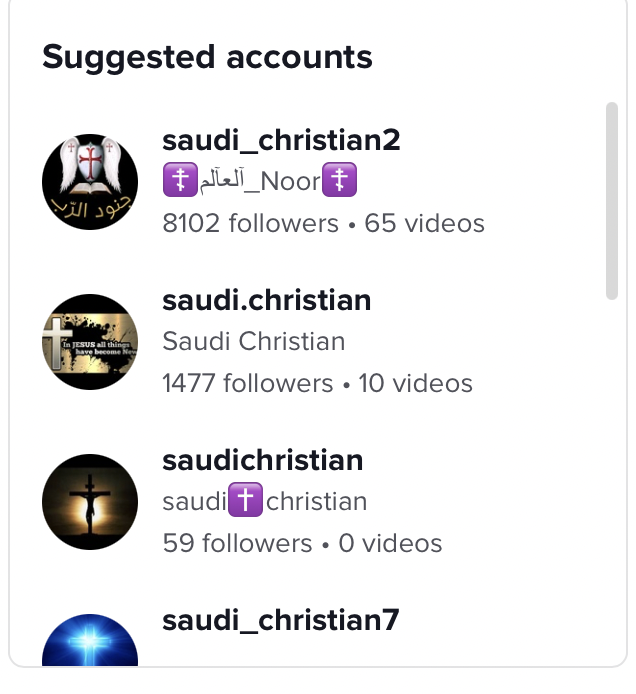 Suggested accounts
saudi_christian2
☦️آلعآلم_Noor☦️
جنود الرّب
8102 followers • 65 videos
saudi.christian
Saudi Christian
In JESUS all things
have become New
1477 followers • 10 videos
saudichristian
saudi✝️christian
59 followers • 0 videos
saudi_christian7